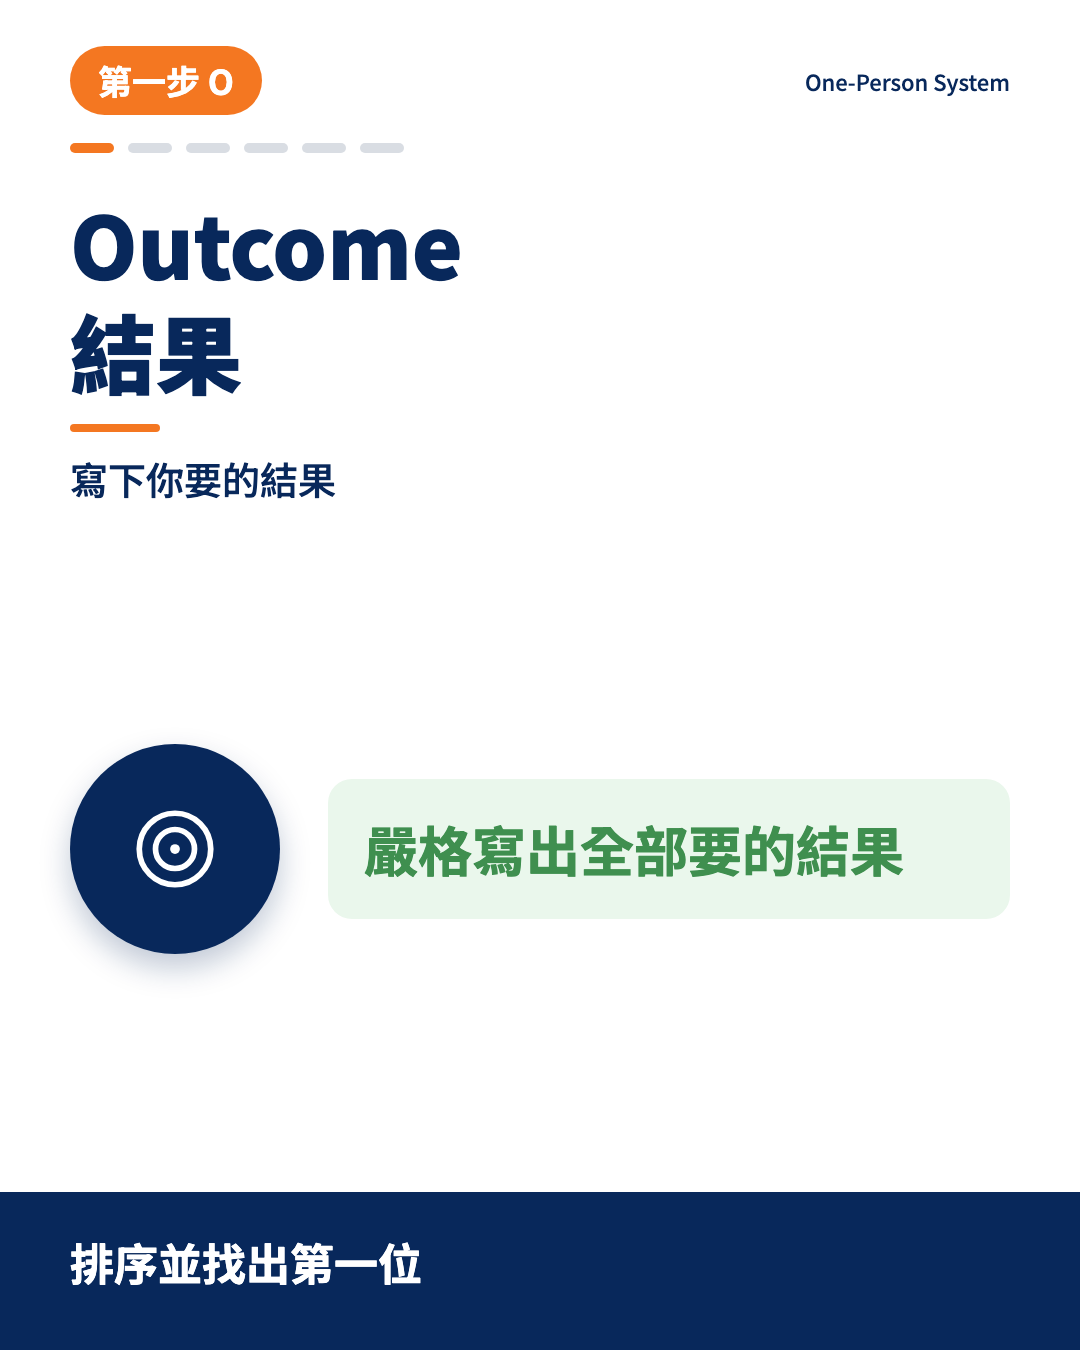 第一步 O
One-Person System
Outcome
結果
寫下你要的結果
嚴格寫出全部要的結果
排序並找出第一位